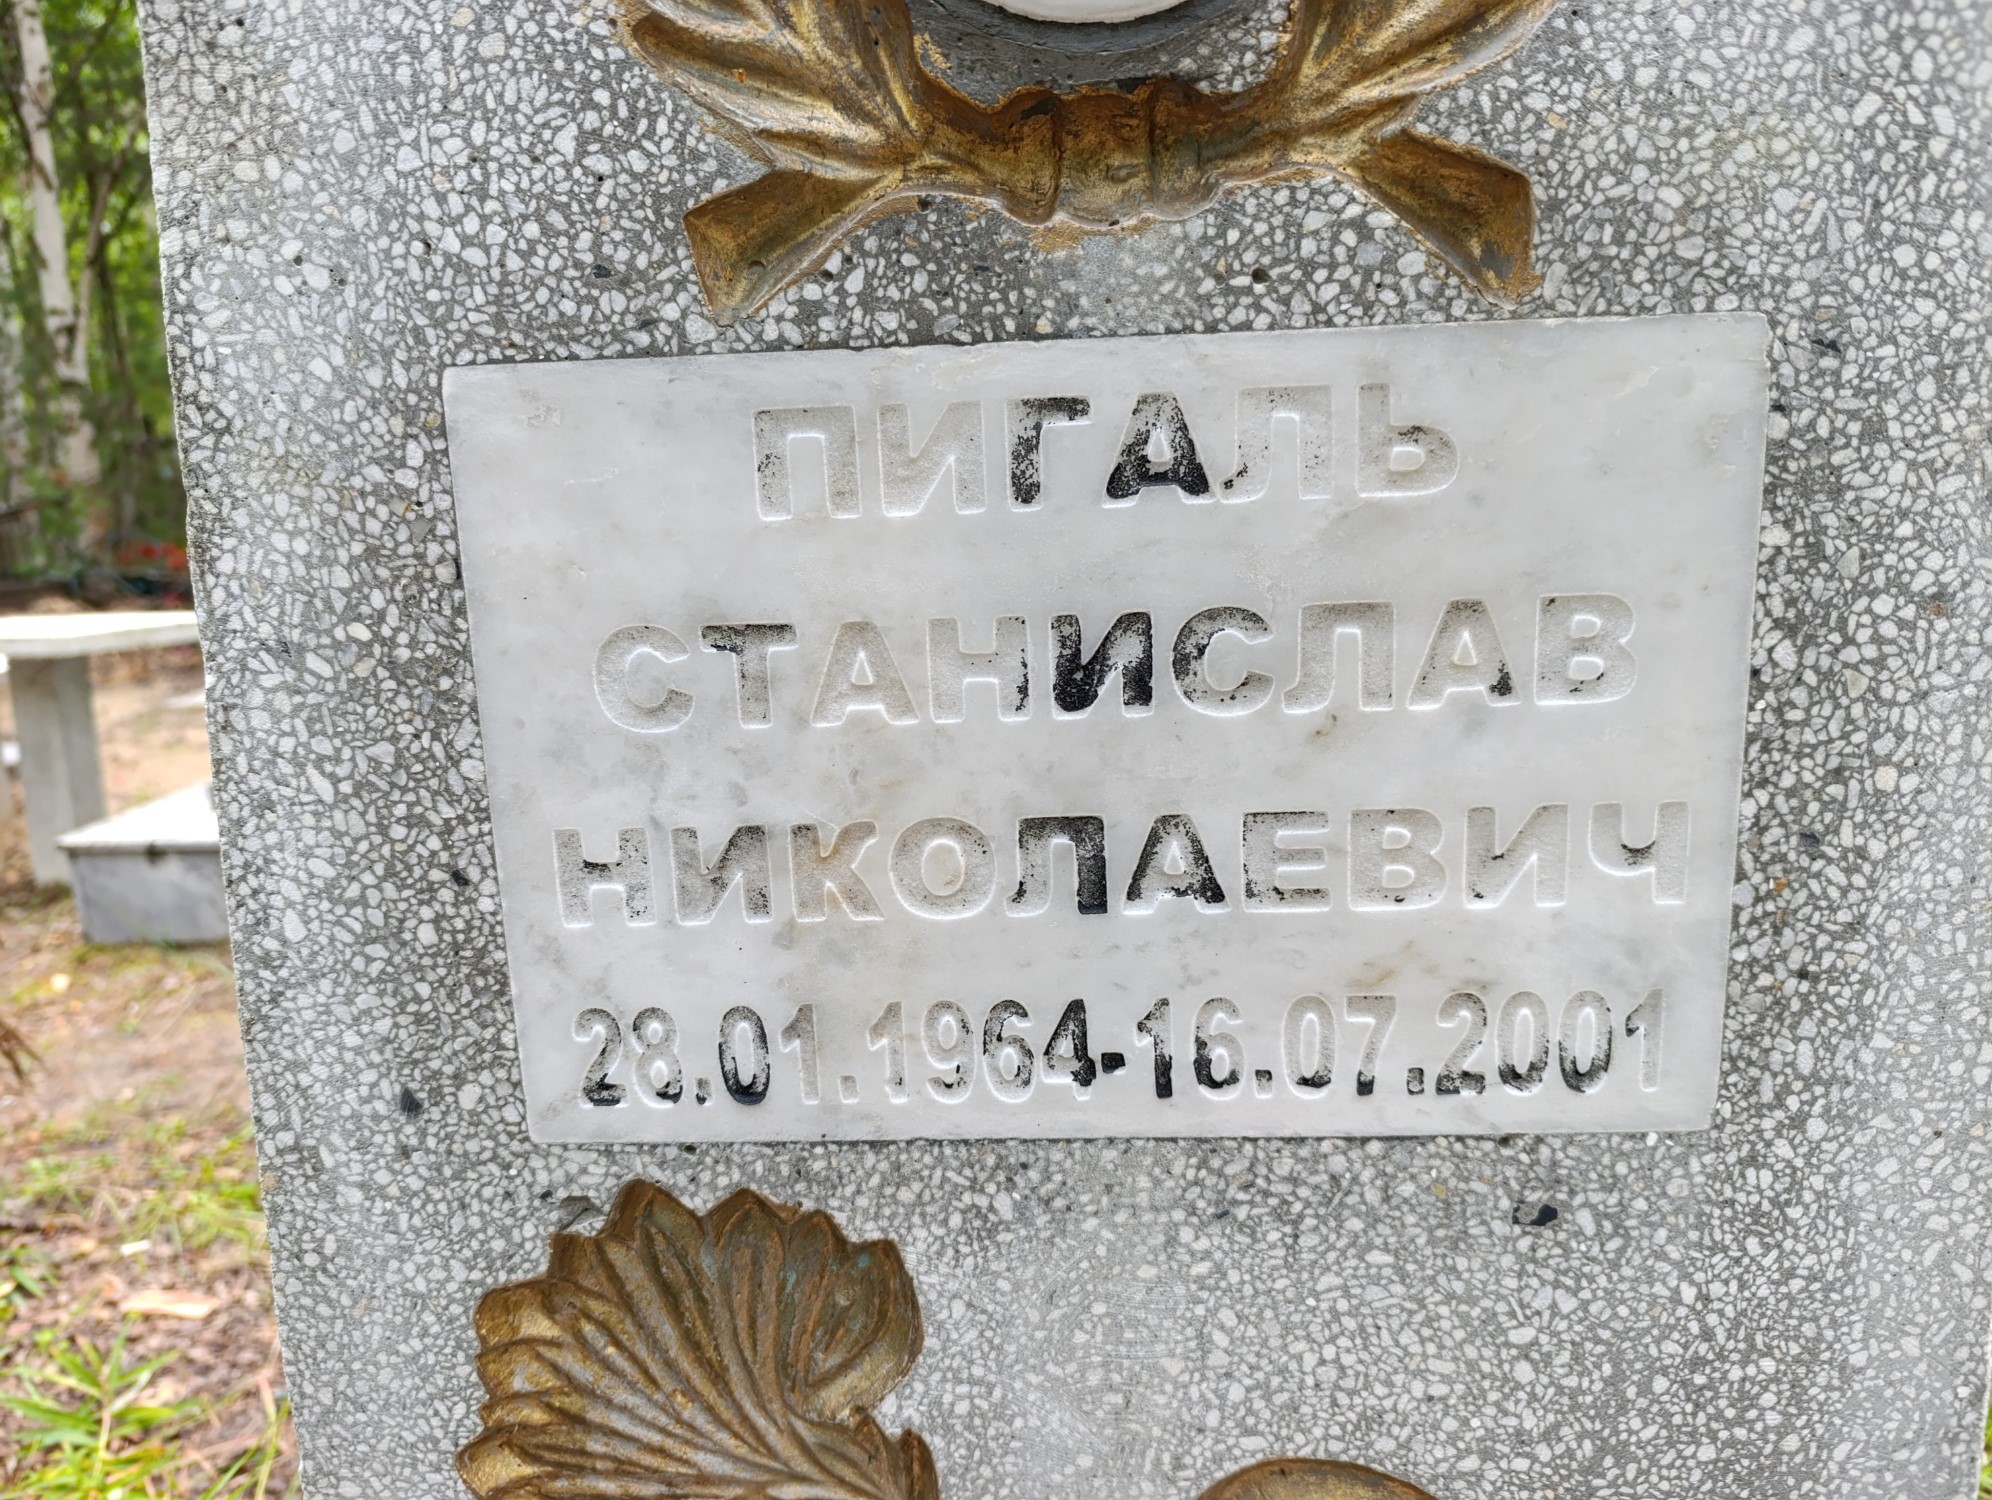 ПИГАЛЬ
СТАНИСЛАВ
НИКОЛАЕВИЧ
28.01.1964-16.07.2001